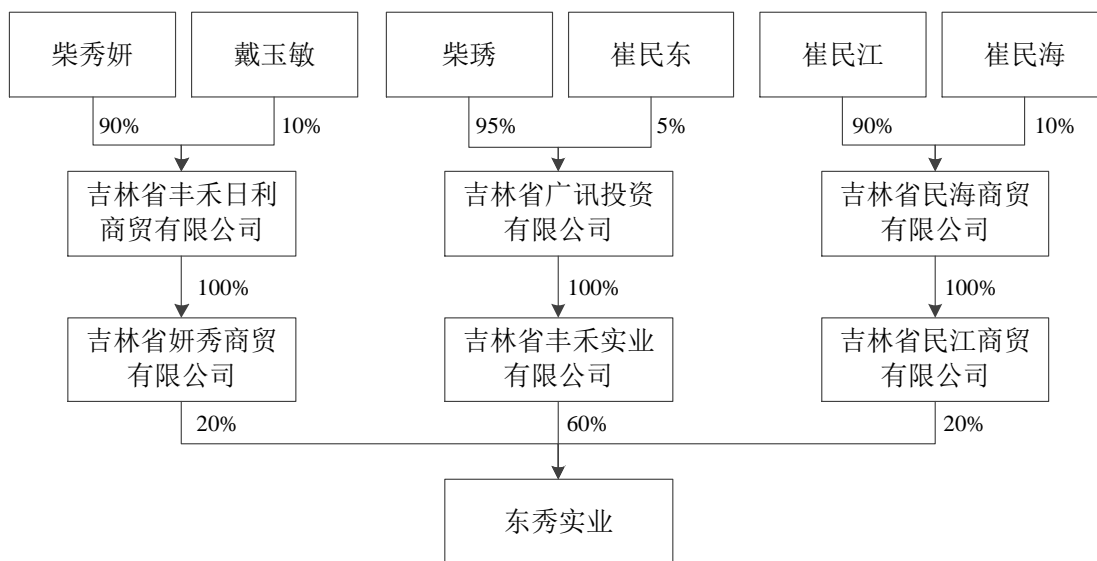 柴秀妍
戴玉敏
柴琇
崔民东
崔民江
崔民海
90%
10%
95%
5%
90%
10%
吉林省丰禾日利
商贸有限公司
吉林省广讯投资
有限公司
吉林省民海商贸
有限公司
100%
100%
100%
吉林省妍秀商贸
有限公司
吉林省丰禾实业
有限公司
吉林省民江商贸
有限公司
20%
60%
20%
东秀实业